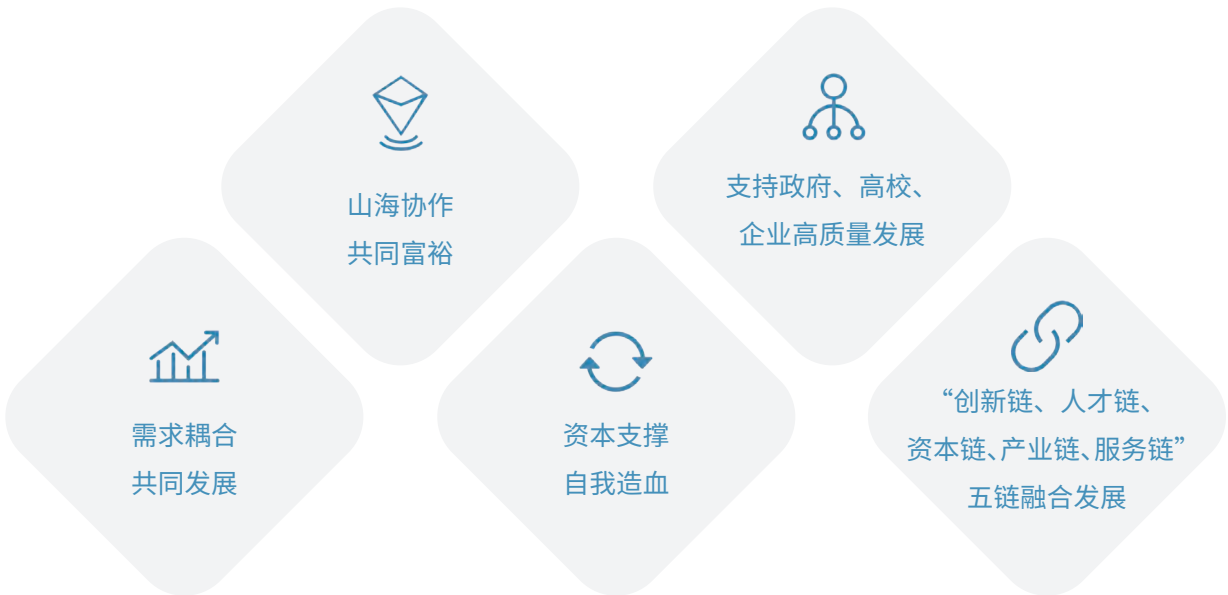 山海协作
共同富裕
支持政府、高校、
企业高质量发展
需求耦合
共同发展
资本支撑
自我造血
“创新链、人才链、
资本链、产业链、服务链”
五链融合发展